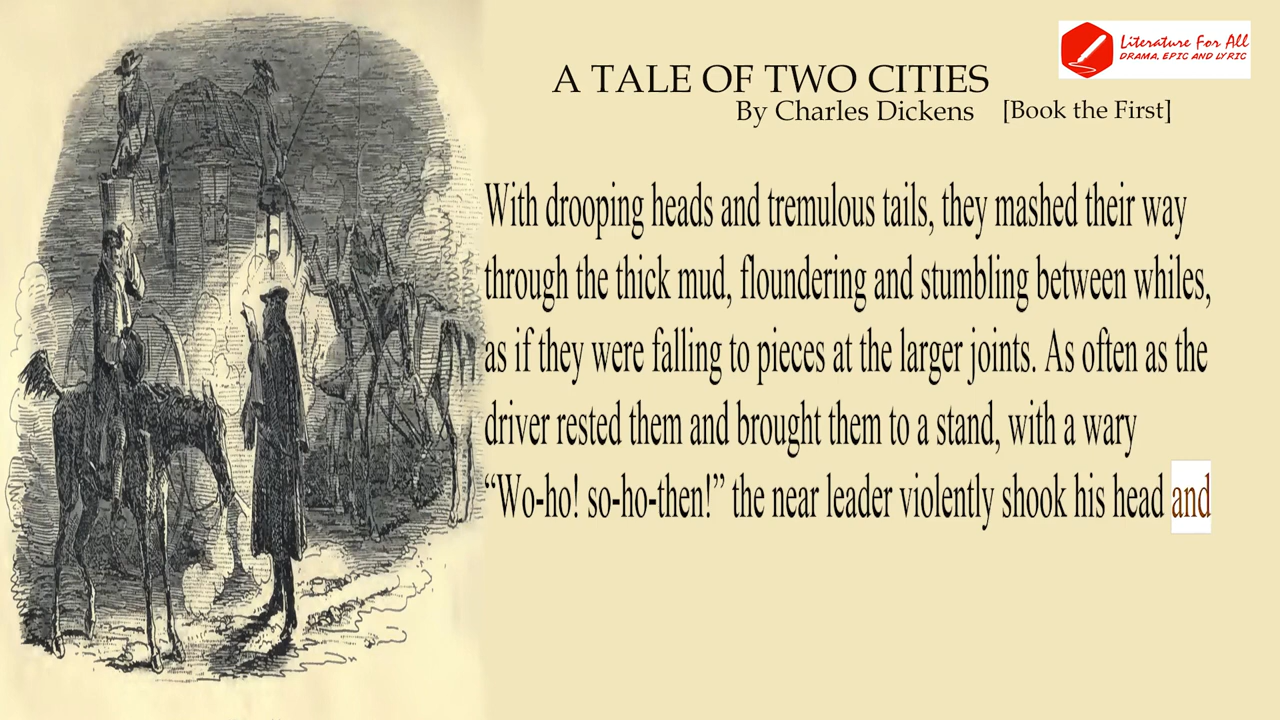 Literature For All
DRAMA, EPIC AND LYRIC
A TALE OF TWO CITIES
By Charles Dickens [Book the First]
With drooping heads and tremulous tails, they mashed their way
through the thick mud, floundering and stumbling between whiles,
as if they were falling to pieces at the larger joints. As often as the
driver rested them and brought them to a stand, with a wary
“Wo-ho! so-ho-then!” the near leader violently shook his head and